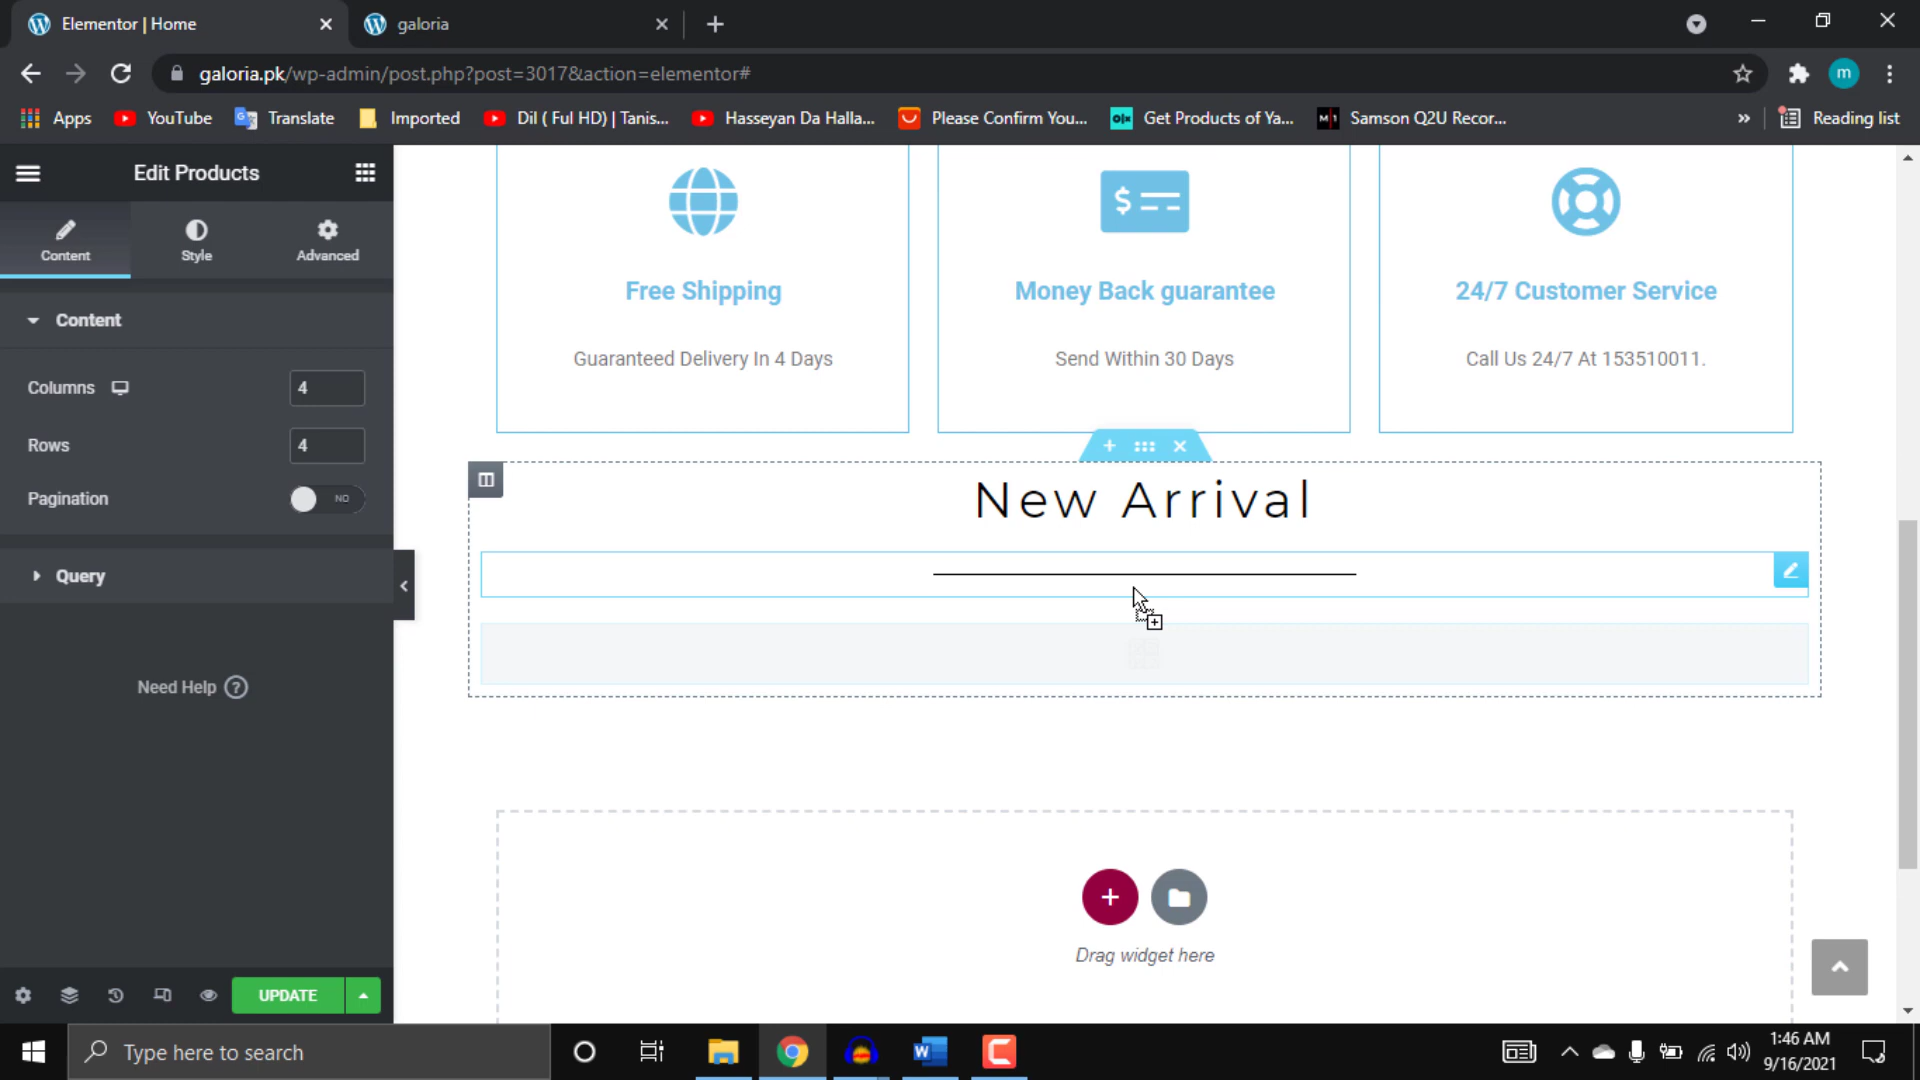 Elementor | Home
galoria
galoria.pk/wp-admin/post.php?post=3017&action=elementor#
m
Apps
YouTube
Translate
Imported
Dil ( Ful HD) | Tanis...
Hasseyan Da Halla...
Please Confirm You...
Get Products of Ya...
Samson Q2U Recor...
»
Reading list
Edit Products
Content
Style
Advanced
Content
Columns
4
Rows
4
Pagination
NO
Query
Need Help ?
UPDATE
Free Shipping
Guaranteed Delivery In 4 Days
Money Back guarantee
Send Within 30 Days
24/7 Customer Service
Call Us 24/7 At 153510011.
New Arrival
Drag widget here
Type here to search
1:46 AM
9/16/2021